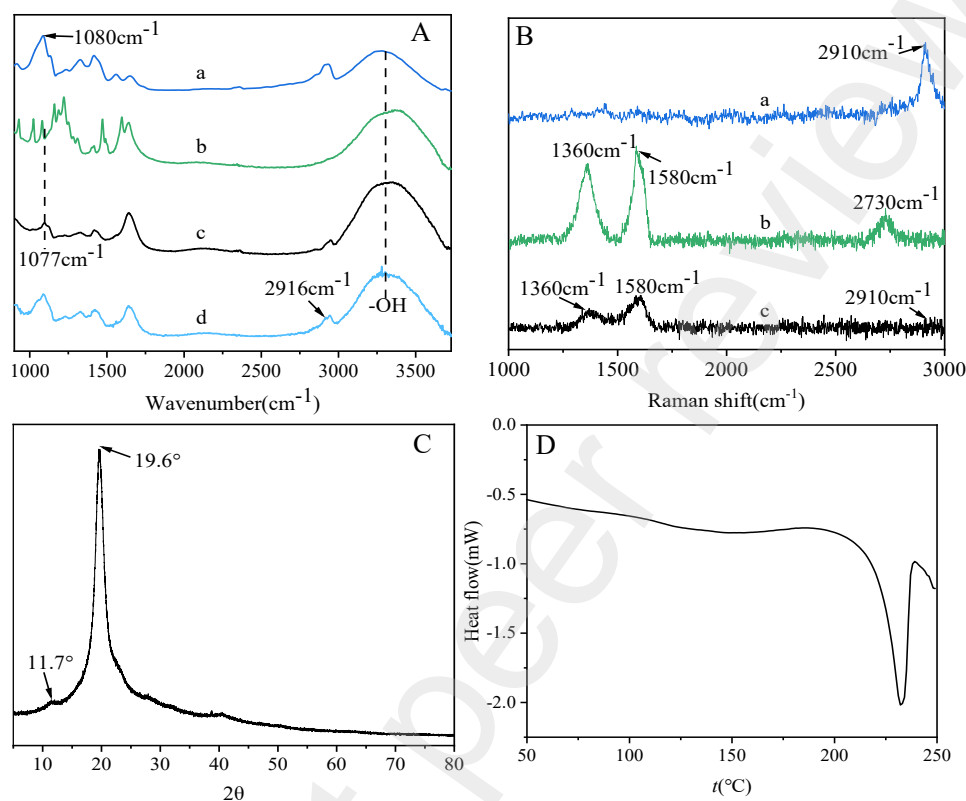 A
1080cm-1
a
b
c
1077cm-1
2916cm-1
-OH
d
1000 1500 2000 2500 3000 3500
Wavenumber(cm-1)
B
2910cm-1
a
1360cm-1
1580cm-1
2730cm-1
b
1360cm-1 1580cm-1
2910cm-1
c
1000 1500 2000 2500 3000
Raman shift(cm-1)
C
19.6°
11.7°
10 20 30 40 50 60 70 80
2θ
D
0.0
-0.5
-1.0
-1.5
-2.0
Heat flow(mW)
50 100 150 200 250
t(°C)
t peer review